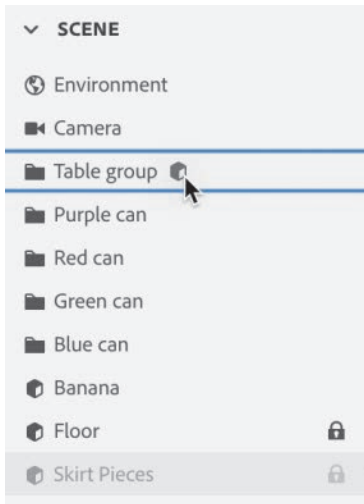 SCENE
Environment
Camera
Table group
Purple can
Red can
Green can
Blue can
Banana
Floor
Skirt Pieces